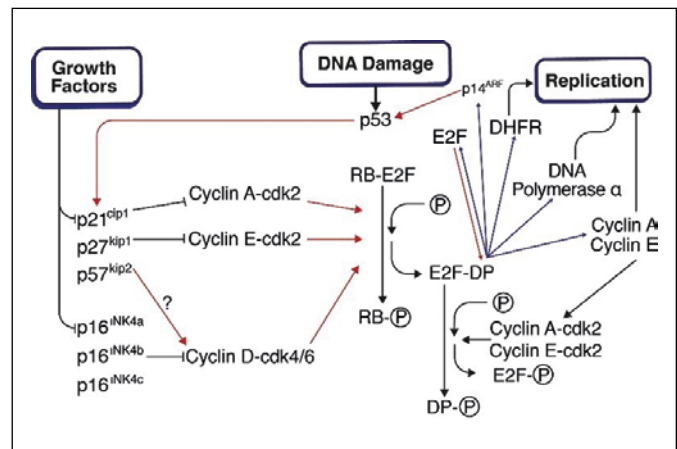 Growth
Factors
DNA Damage
Replication
p14ᴬᴿᶠ
p53
E2F
DHFR
DNA
Polymerase α
RB-E2F
P
Cyclin A-cdk2
p21ᶜⁱᵖ¹
Cyclin E-cdk2
p27ᵏⁱᵖ¹
p57ᵏⁱᵖ²
Cyclin A
Cyclin E
E2F-DP
?
RB-P
P
p16ᴵᴺᴷ⁴ᵃ
p16ᴵᴺᴷ⁴ᵇ
Cyclin D-cdk4/6
p16ᴵᴺᴷ⁴ᶜ
Cyclin A-cdk2
Cyclin E-cdk2
E2F-P
DP-P